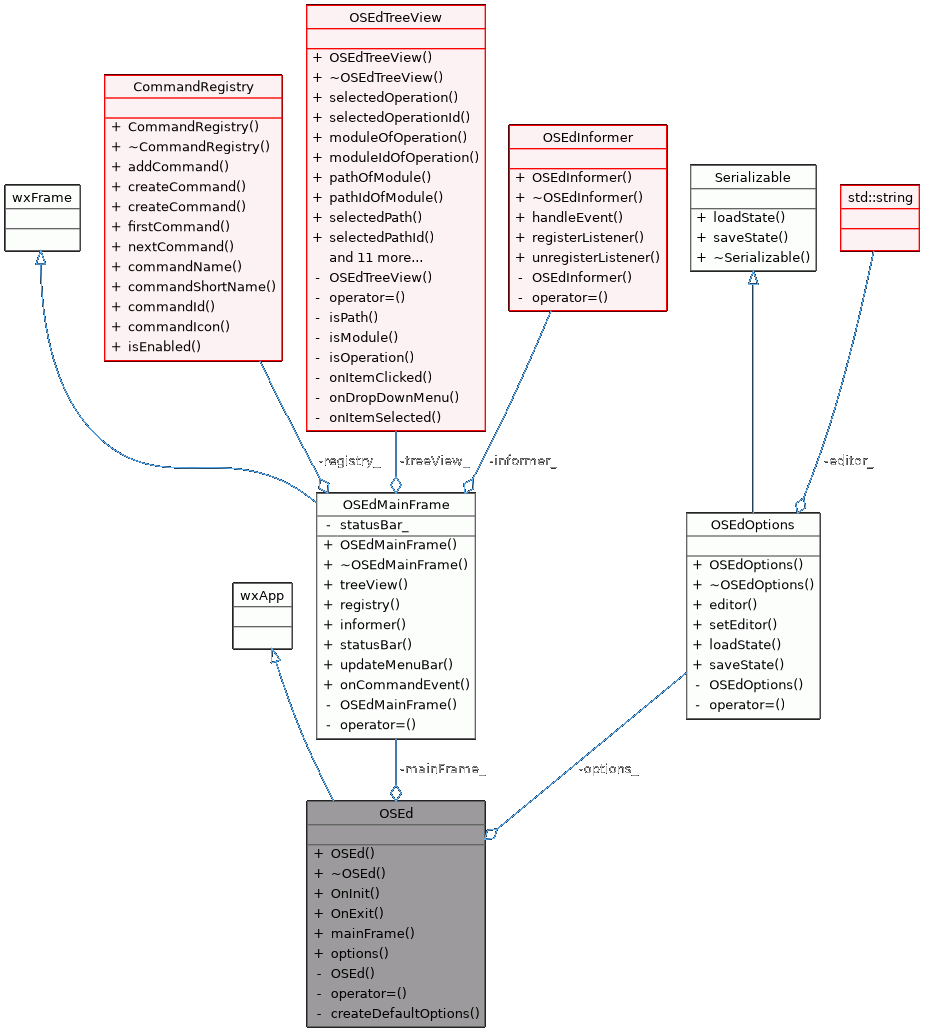 OSEdTreeView
+ OSEdTreeView()
+ ~OSEdTreeView()
+ selectedOperation()
+ selectedOperationId()
+ moduleOfOperation()
+ moduleIdOfOperation()
+ pathOfModule()
+ pathIdOfModule()
+ selectedPath()
+ selectedPathId()
and 11 more...
- OSEdTreeView()
- operator=()
- isPath()
- isModule()
- isOperation()
- onItemClicked()
- onDropDownMenu()
- onItemSelected()
CommandRegistry
+ CommandRegistry()
+ ~CommandRegistry()
+ addCommand()
+ createCommand()
+ createCommand()
+ firstCommand()
+ nextCommand()
+ commandName()
+ commandShortName()
+ commandId()
+ commandIcon()
+ isEnabled()
OSEdInformer
+ OSEdInformer()
+ ~OSEdInformer()
+ handleEvent()
+ registerListener()
+ unregisterListener()
- OSEdInformer()
- operator=()
Serializable
+ loadState()
+ saveState()
+ ~Serializable()
wxFrame
std::string
-registry_
-treeView_
-informer_
-editor_
OSEdMainFrame
- statusBar_
+ OSEdMainFrame()
+ ~OSEdMainFrame()
+ treeView()
+ registry()
+ informer()
+ statusBar()
+ updateMenuBar()
+ onCommandEvent()
- OSEdMainFrame()
- operator=()
OSEdOptions
+ OSEdOptions()
+ ~OSEdOptions()
+ editor()
+ setEditor()
+ loadState()
+ saveState()
- OSEdOptions()
- operator=()
wxApp
-mainFrame_
-options_
OSEd
+ OSEd()
+ ~OSEd()
+ OnInit()
+ OnExit()
+ mainFrame()
+ options()
- OSEd()
- operator=()
- createDefaultOptions()